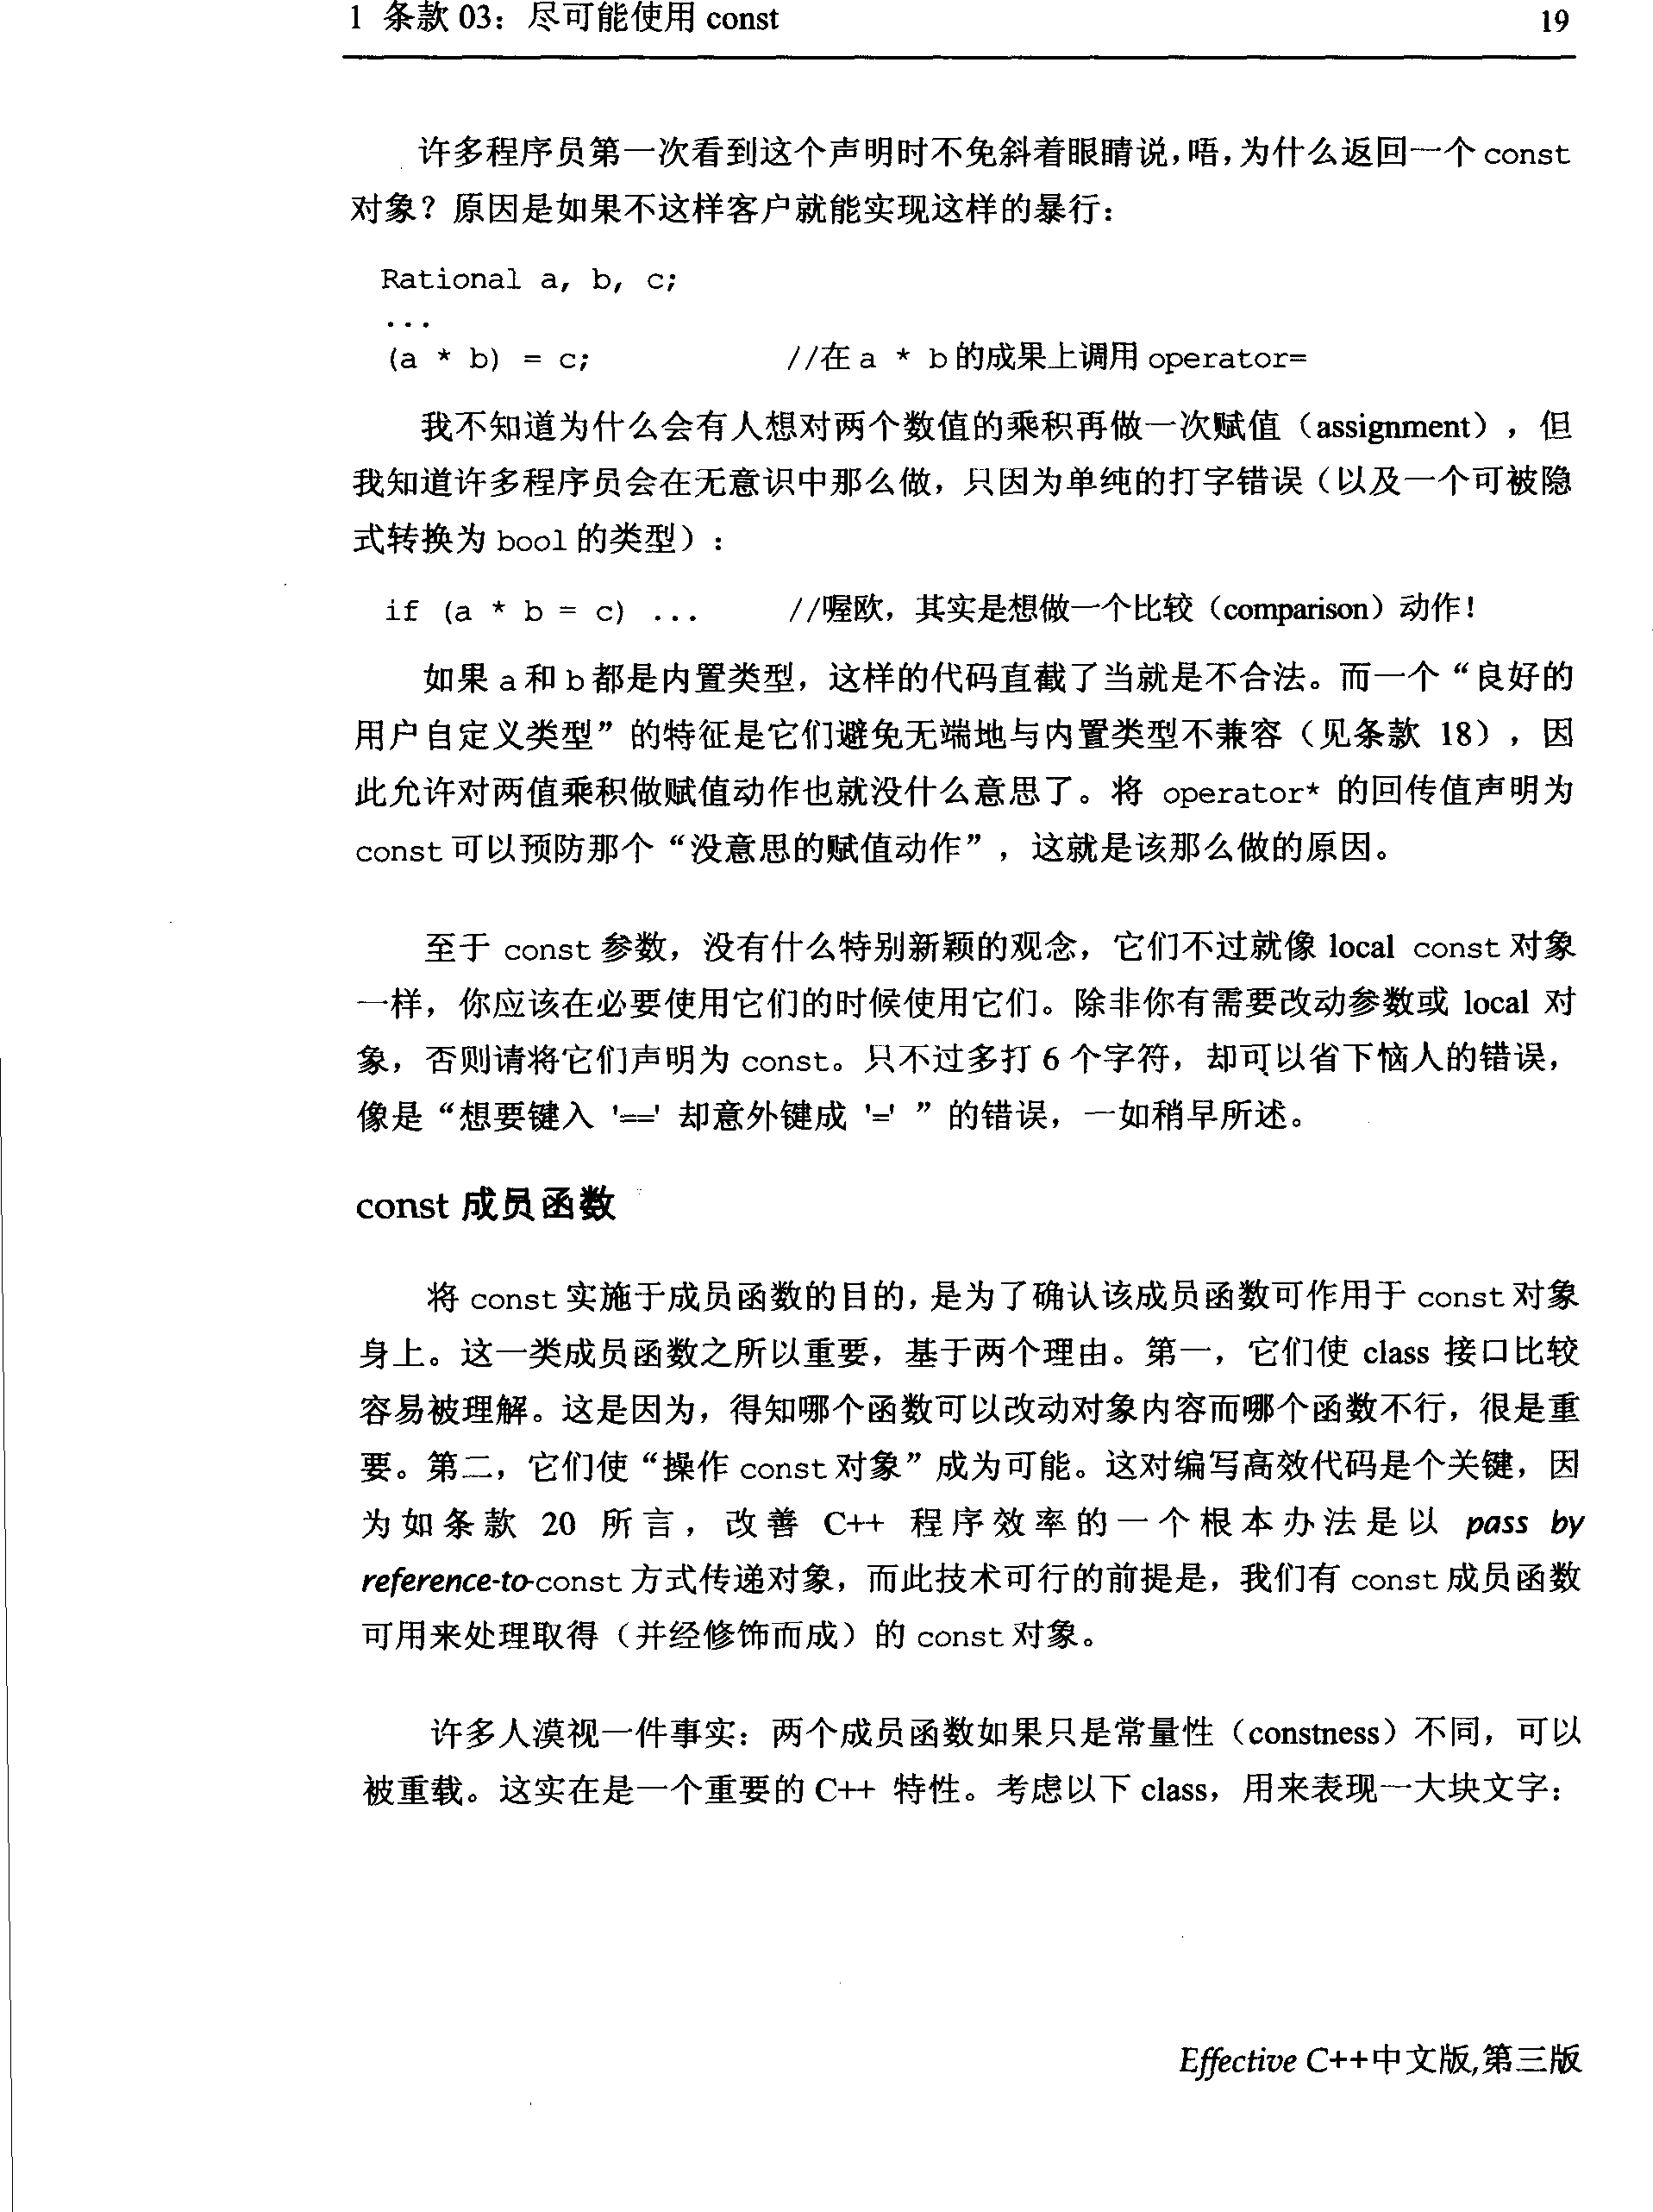 1 条款 03：尽可能使用 const 19
许多程序员第一次看到这个声明时不免斜着眼睛说，唔，为什么返回一个 const
对象？原因是如果不这样客户就能实现这样的暴行：
Rational a, b, c;
...
(a * b) = c; //在 a * b 的成果上调用 operator=
我不知道为什么会有人想对两个数值的乘积再做一次赋值（assignment），但
我知道许多程序员会在无意识中那么做，只因为单纯的打字错误（以及一个可被隐
式转换为 bool 的类型）：
if (a * b = c) ... //喔欧，其实是想做一个比较（comparison）动作！
如果 a 和 b 都是内置类型，这样的代码直截了当就是不合法。而一个“良好的
用户自定义类型”的特征是它们避免无端地与内置类型不兼容（见条款 18），因
此允许对两值乘积做赋值动作也就没什么意思了。将 operator* 的回传值声明为
const 可以预防那个“没意思的赋值动作”，这就是该那么做的原因。
至于 const 参数，没有什么特别新颖的观念，它们不过就像 local const 对象
一样，你应该在必要使用它们的时候使用它们。除非你有需要改动参数或 local 对
象，否则请将它们声明为 const。只不过多打 6 个字符，却可以省下恼人的错误，
像是“想要键入 '==' 却意外键成 '=' ”的错误，一如稍早所述。
const 成员函数
将 const 实施于成员函数的目的，是为了确认该成员函数可作用于 const 对象
身上。这一类成员函数之所以重要，基于两个理由。第一，它们使 class 接口比较
容易被理解。这是因为，得知哪个函数可以改动对象内容而哪个函数不行，很是重
要。第二，它们使“操作 const 对象”成为可能。这对编写高效代码是个关键，因
为如条款 20 所言，改善 C++ 程序效率的一个根本办法是以 pass by
reference-to-const 方式传递对象，而此技术可行的前提是，我们有 const 成员函数
可用来处理取得（并经修饰而成）的 const 对象。
许多人漠视一件事实：两个成员函数如果只是常量性（constness）不同，可以
被重载。这实在是一个重要的 C++ 特性。考虑以下 class，用来表现一大块文字：
Effective C++中文版,第三版